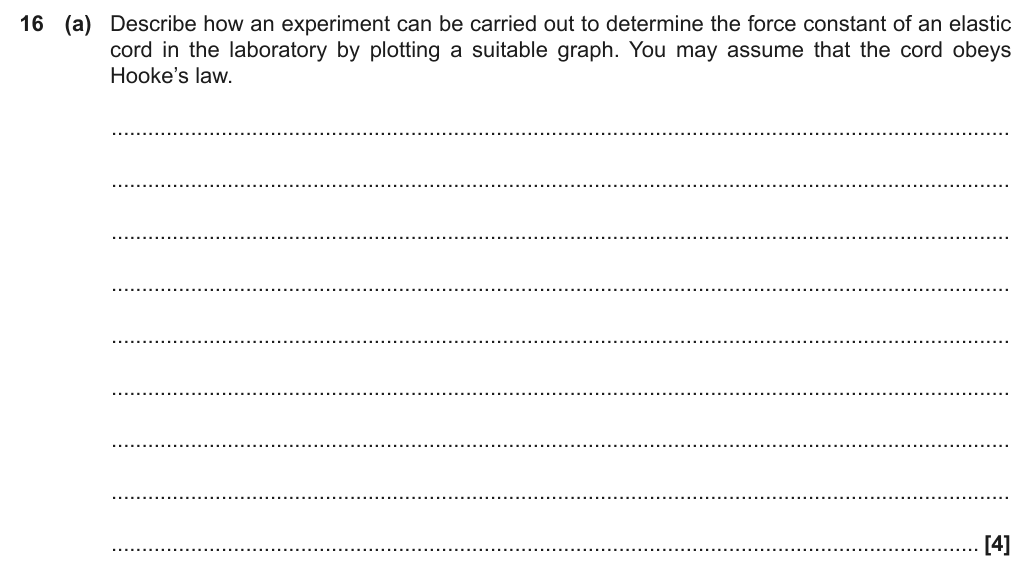 16 (a) Describe how an experiment can be carried out to determine the force constant of an elastic
cord in the laboratory by plotting a suitable graph. You may assume that the cord obeys
Hooke's law.
[4]